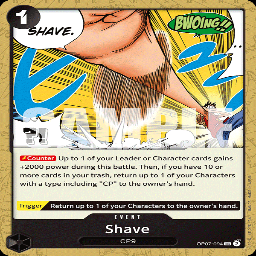 1
SHAVE.
BWOING!!
SAMPLE
Counter Up to 1 of your Leader or Character cards gains
+2000 power during this battle. Then, if you have 10 or
more cards in your trash, return up to 1 of your Characters
with a type including "CP" to the owner's hand.
Trigger Return up to 1 of your Characters to the owner's hand.
EVENT
Shave
CP9
OP07-094